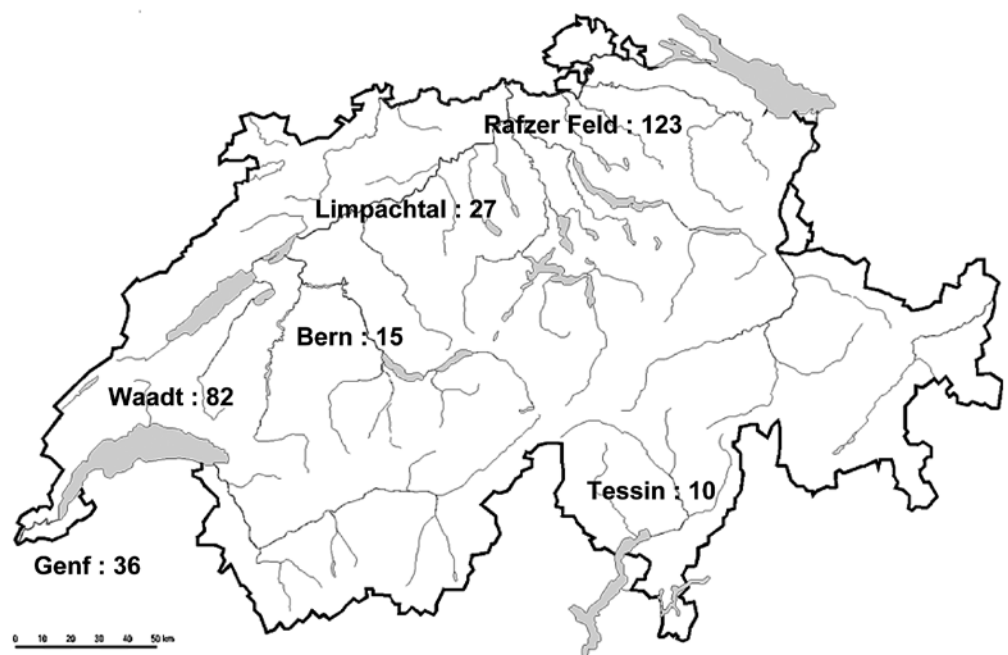 Rafzer Feld : 123
Limpachtal : 27
Bern : 15
Waadt : 82
Tessin : 10
Genf : 36
0 10 20 30 40 50 km